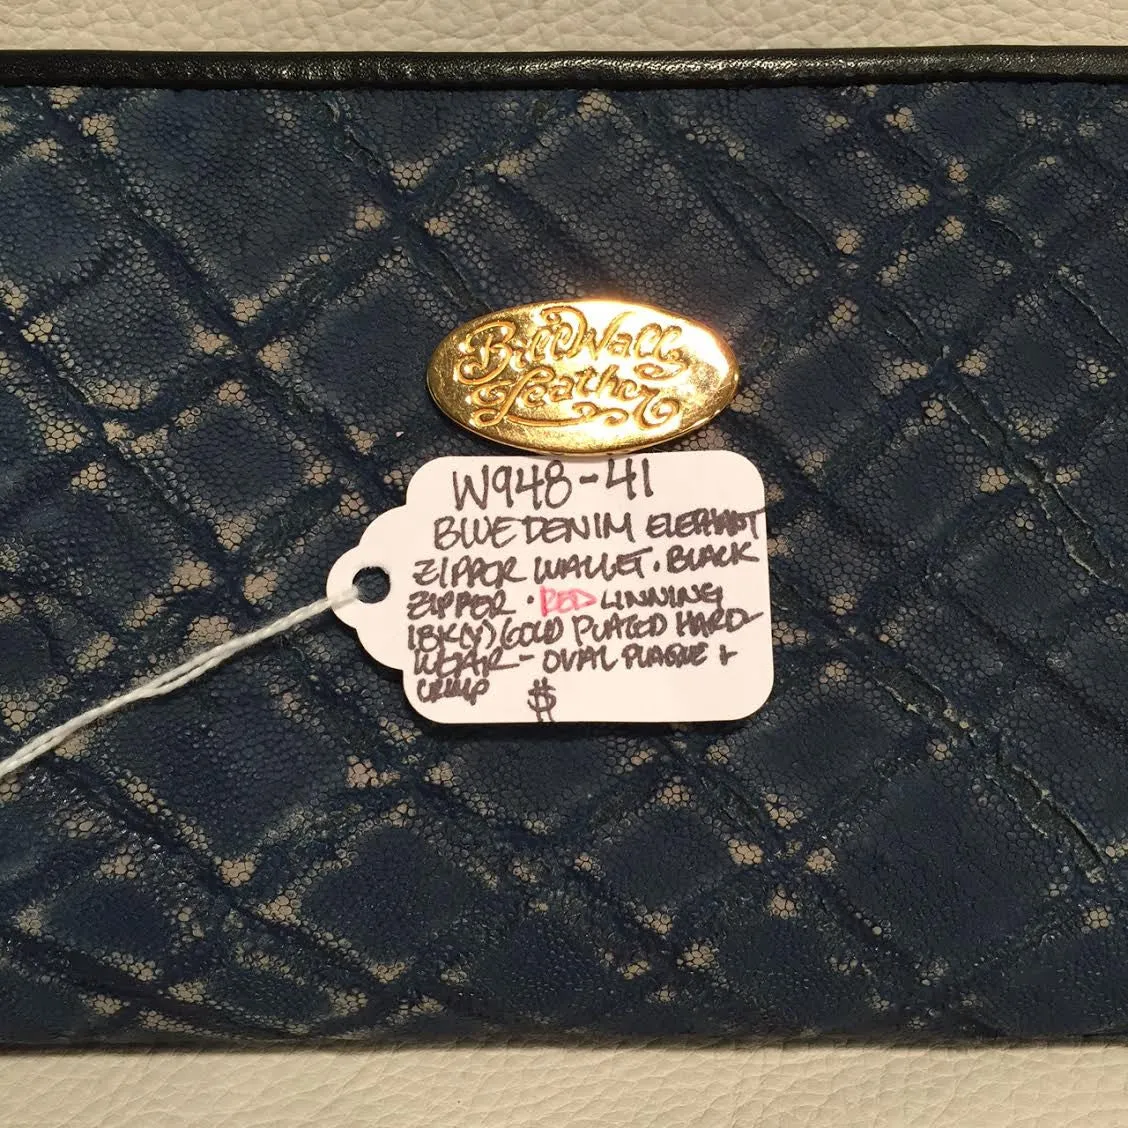 Bill Wall
Leather
W948-41
BLUE DENIM ELEPHANT
ZIPPER WALLET. BLACK
ZIPPER · RED LINNING
18K(Y) GOLD PLATED HARD-
WEAR - OVAL PLAQUE +
CRIMP $